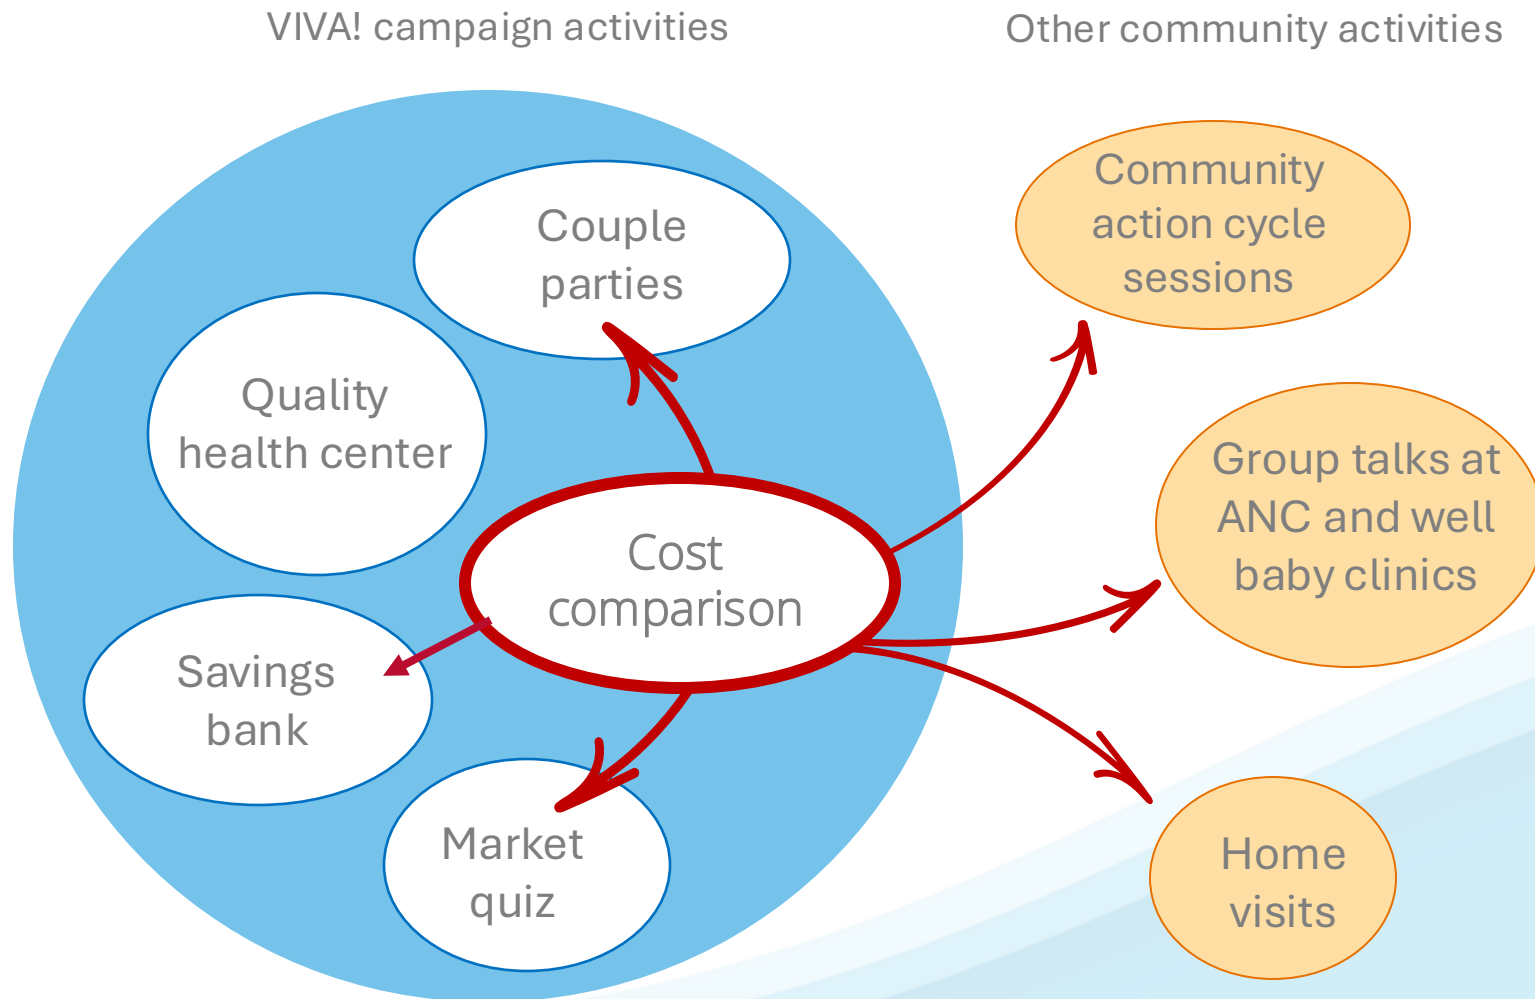 VIVA! campaign activities
Other community activities
Couple
parties
Quality
health center
Cost
comparison
Savings
bank
Market
quiz
Community
action cycle
sessions
Group talks at
ANC and well
baby clinics
Home
visits